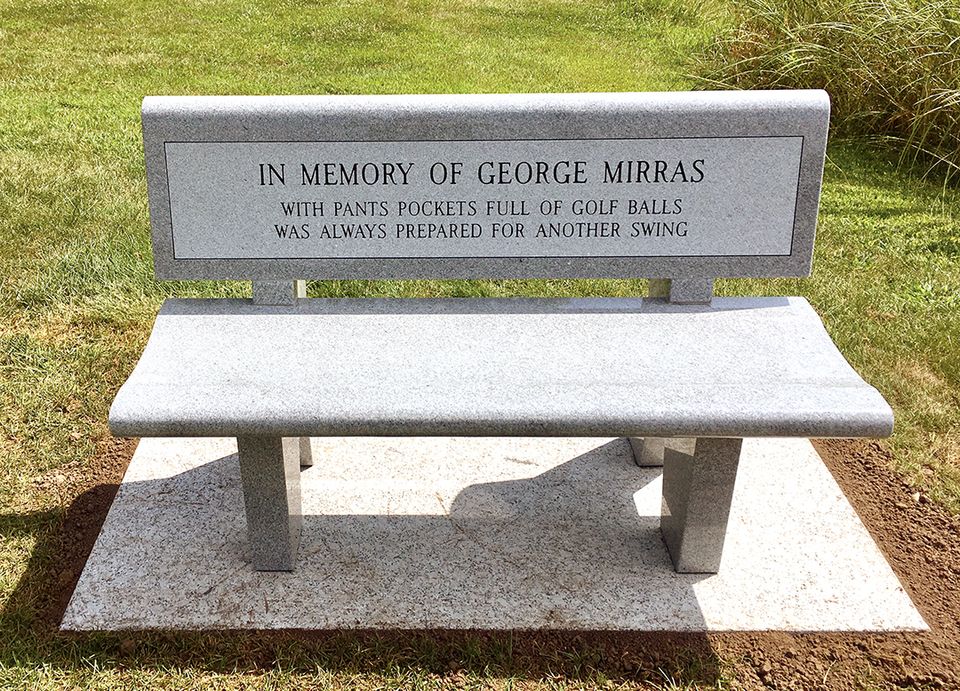 IN MEMORY OF GEORGE MIRRAS
WITH PANTS POCKETS FULL OF GOLF BALLS
WAS ALWAYS PREPARED FOR ANOTHER SWING